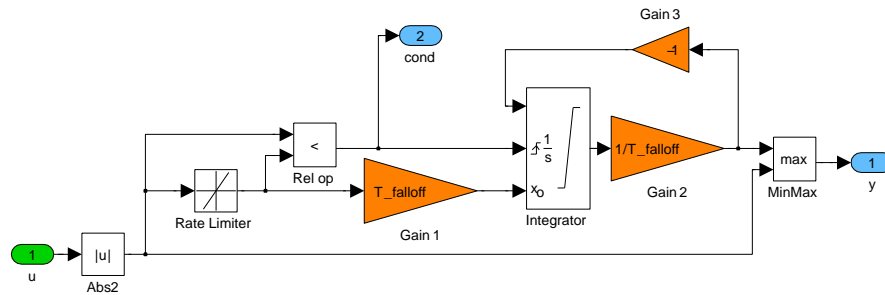 Gain 3
-1
2
cond
<
Rel op
1
s
xo
Integrator
1/T_falloff
Gain 2
max
MinMax
1
y
T_falloff
Gain 1
Rate Limiter
1
u
|u|
Abs2